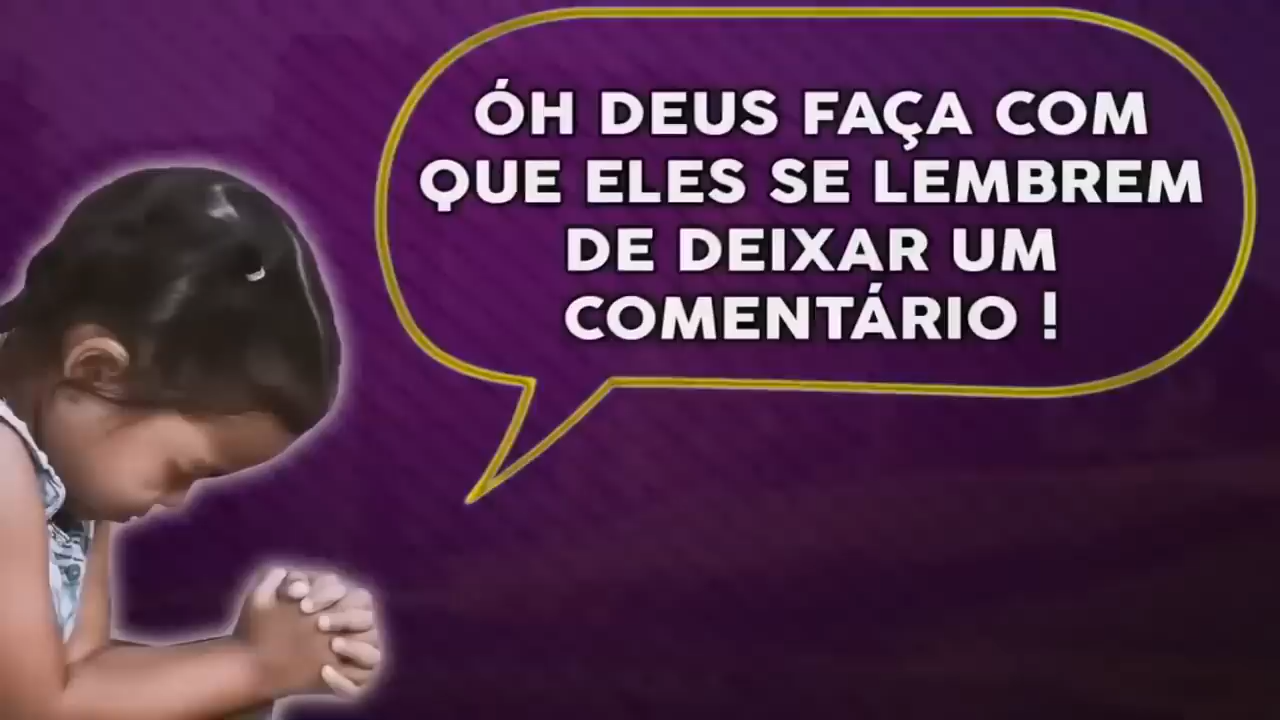 ÓH DEUS FAÇA COM
QUE ELES SE LEMBREM
DE DEIXAR UM
COMENTÁRIO !